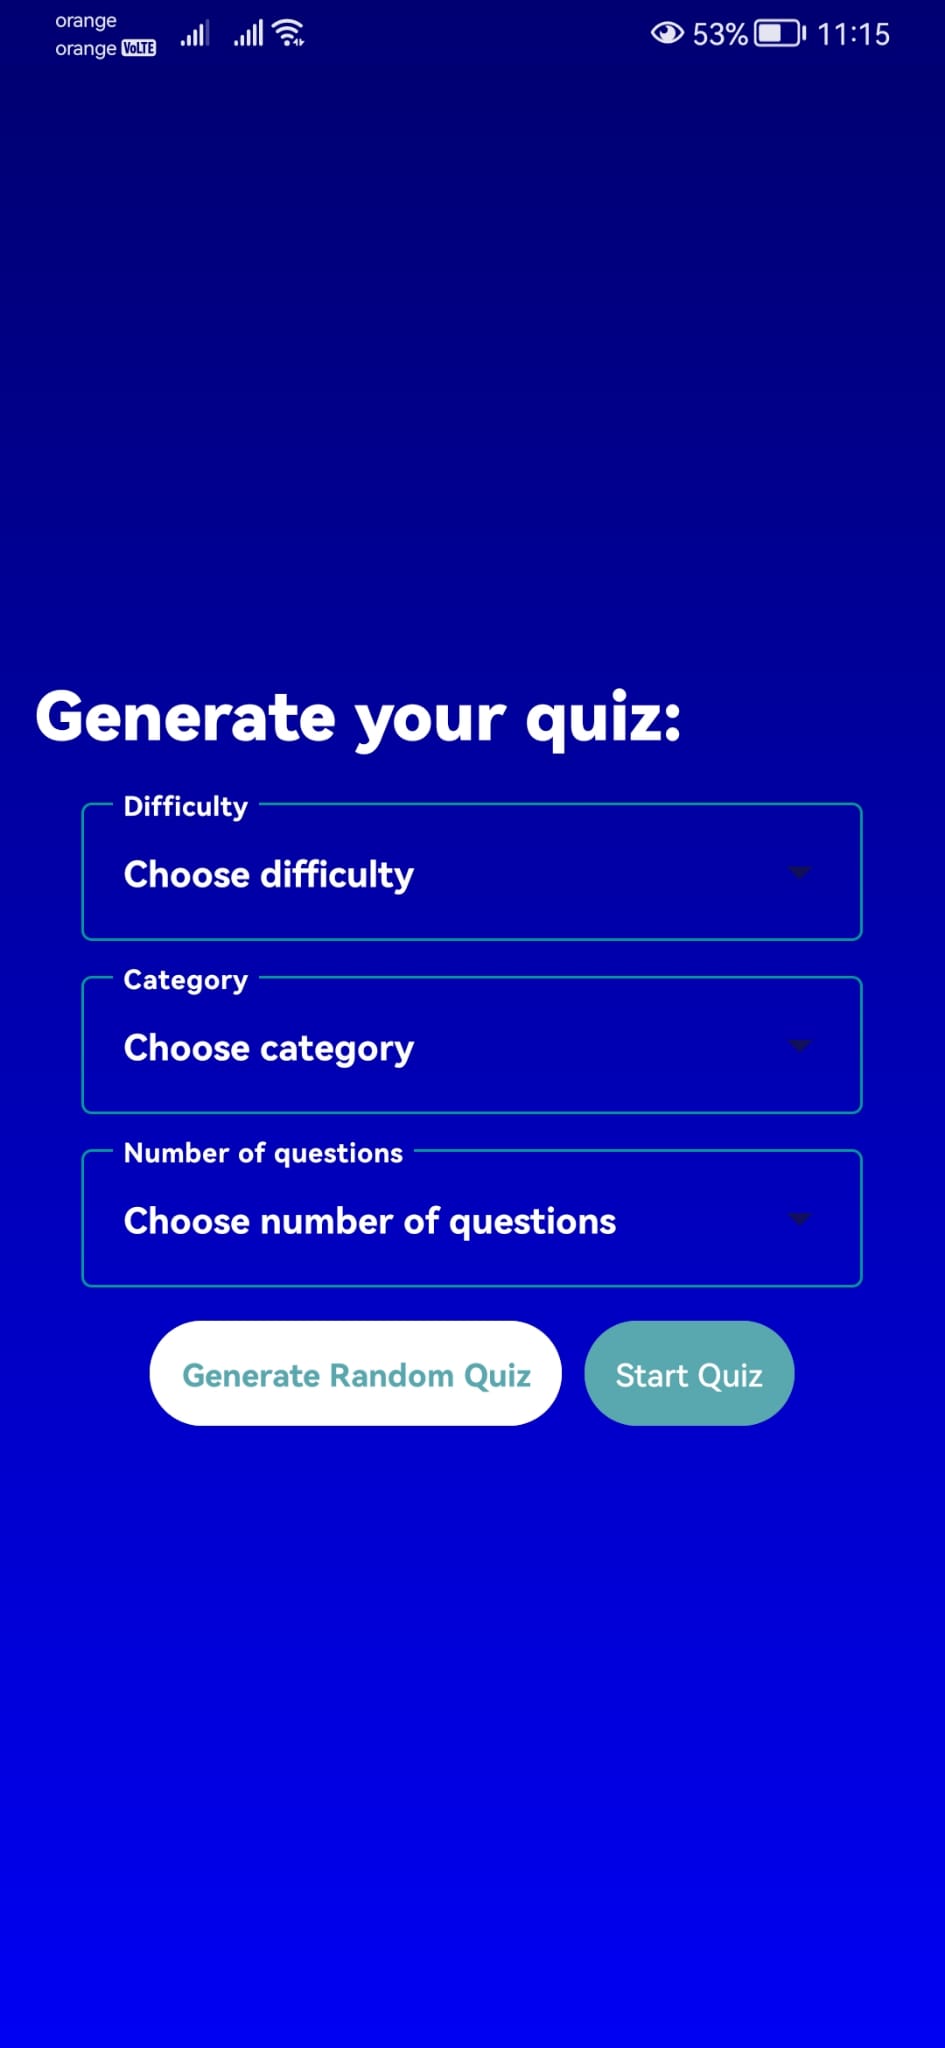 orange
orange VoLTE
53% 11:15
Generate your quiz:
Difficulty
Choose difficulty
Category
Choose category
Number of questions
Choose number of questions
Generate Random Quiz
Start Quiz